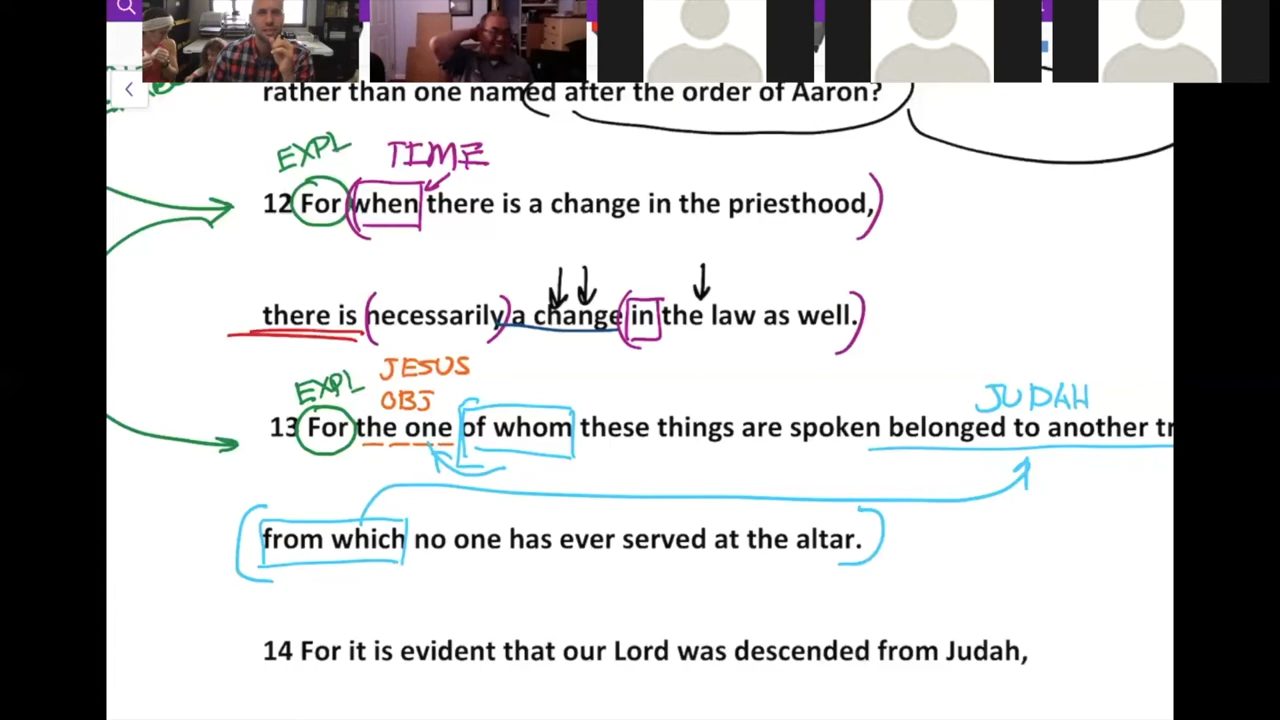 rather than one named after the order of Aaron?
EXPL TIME
12 For when there is a change in the priesthood,
there is necessarily a change in the law as well.
EXPL JESUS
OBJ JUDAH
13 For the one of whom these things are spoken belonged to another tr
from which no one has ever served at the altar.
14 For it is evident that our Lord was descended from Judah,